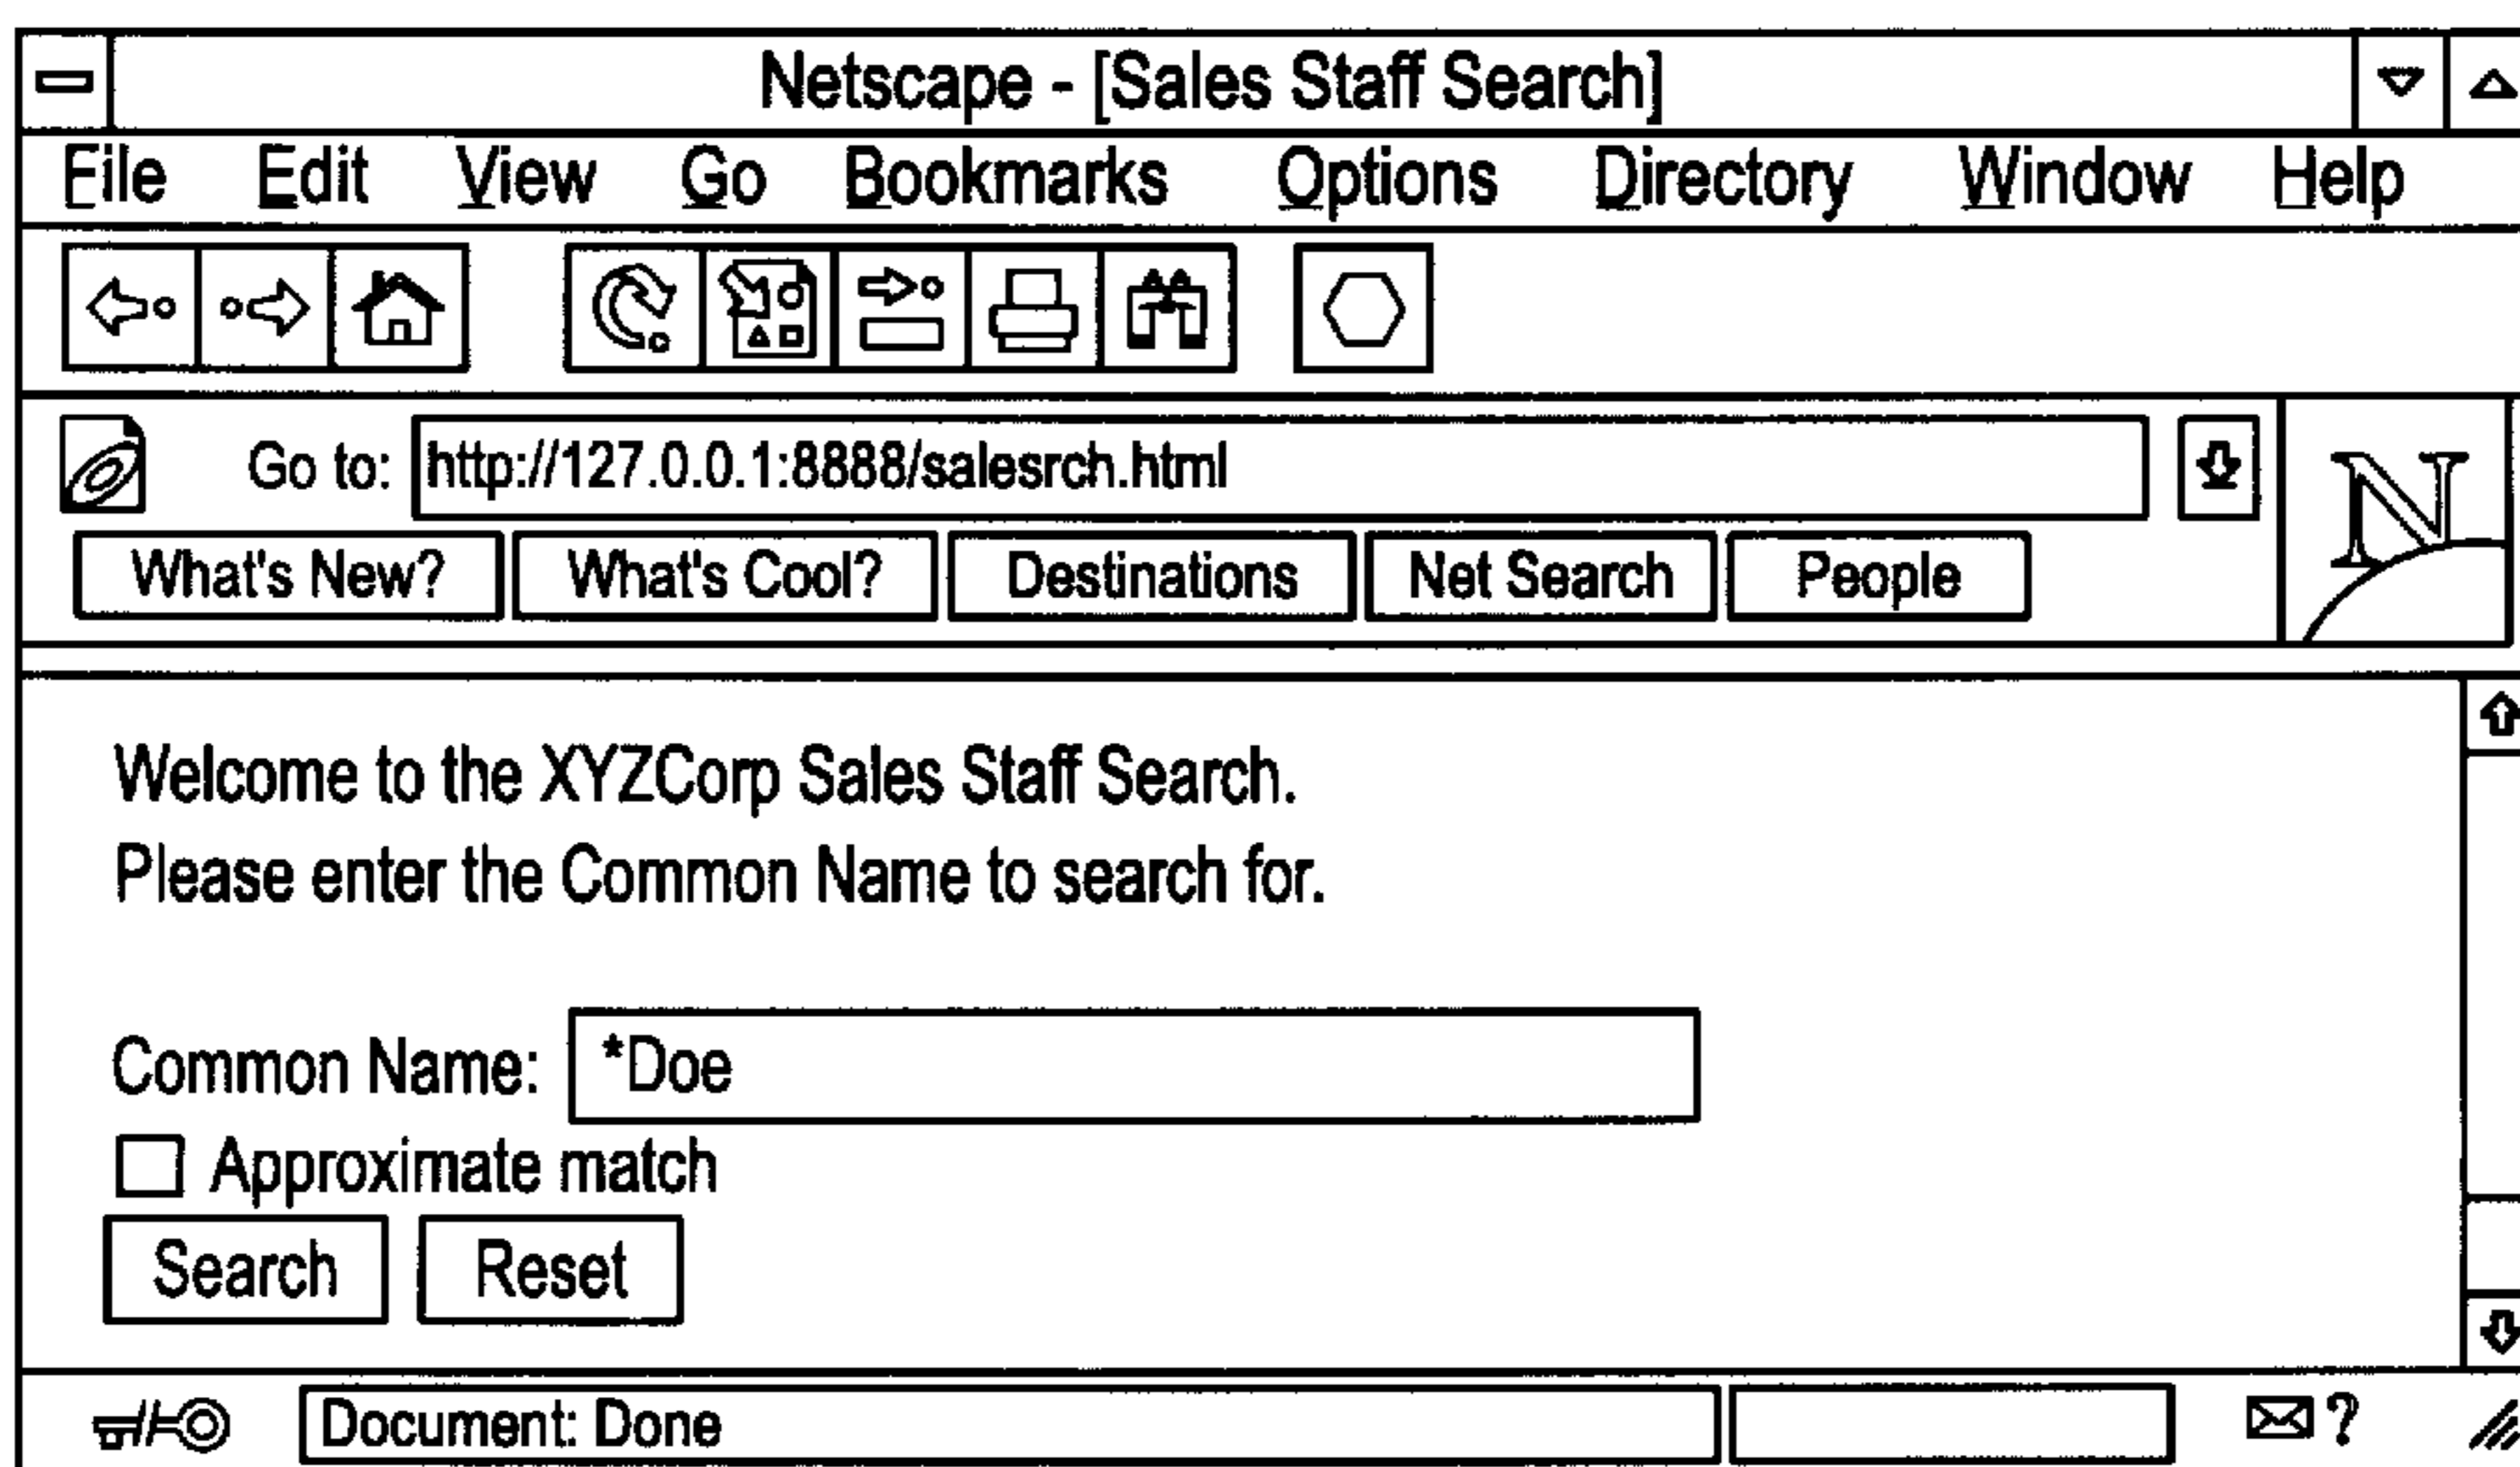 Netscape - [Sales Staff Search]
File Edit View Go Bookmarks Options Directory Window Help
Go to: http://127.0.0.1:8888/salesrch.html
N
What's New? What's Cool? Destinations Net Search People
Welcome to the XYZCorp Sales Staff Search.
Please enter the Common Name to search for.
Common Name: *Doe
Approximate match
Search Reset
Document: Done ?